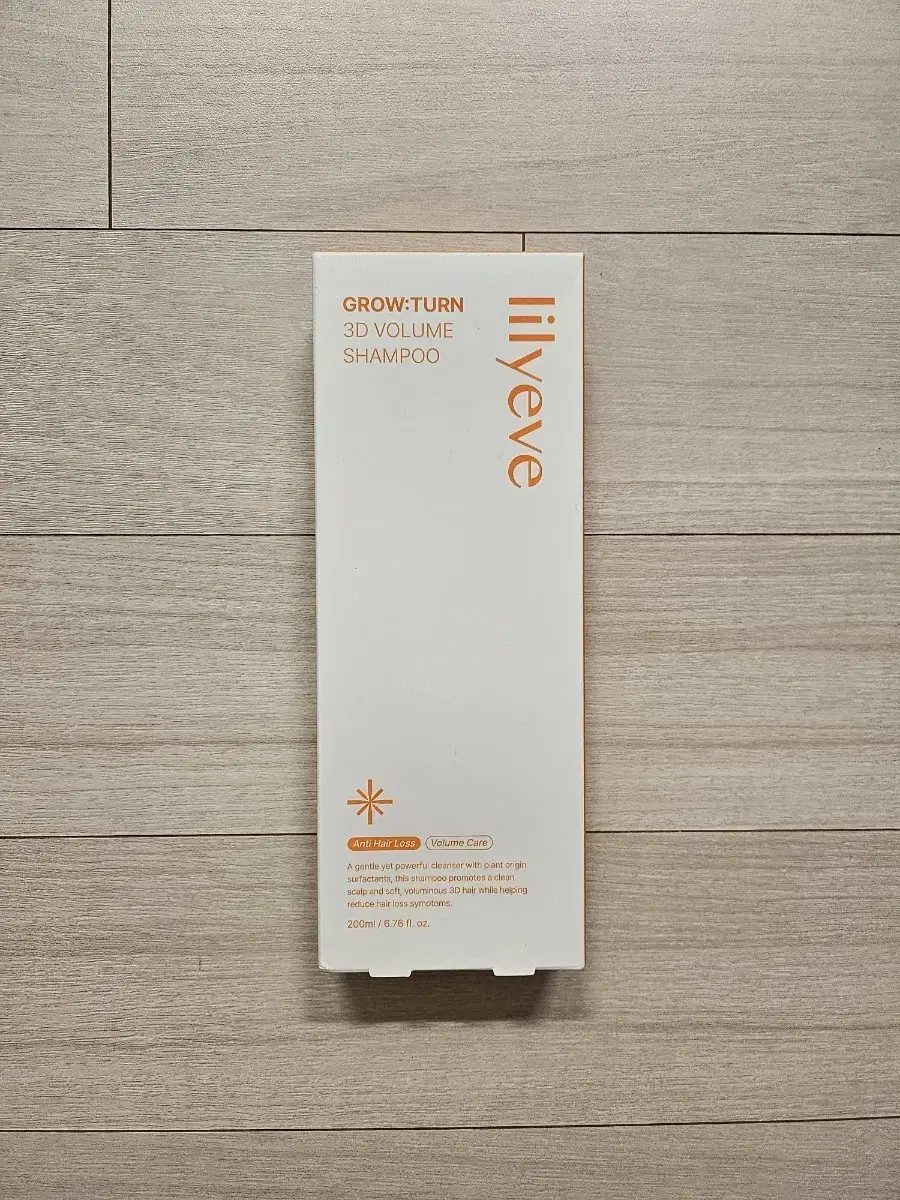 GROW:TURN
3D VOLUME
SHAMPOO
lilyeve
Anti Hair Loss Volume Care
A gentle yet powerful cleanser with plant origin
surfactants, this shampoo promotes a clean
scalp and soft, voluminous 3D hair while helping
reduce hair loss symptoms.
200ml / 6.76 fl. oz.